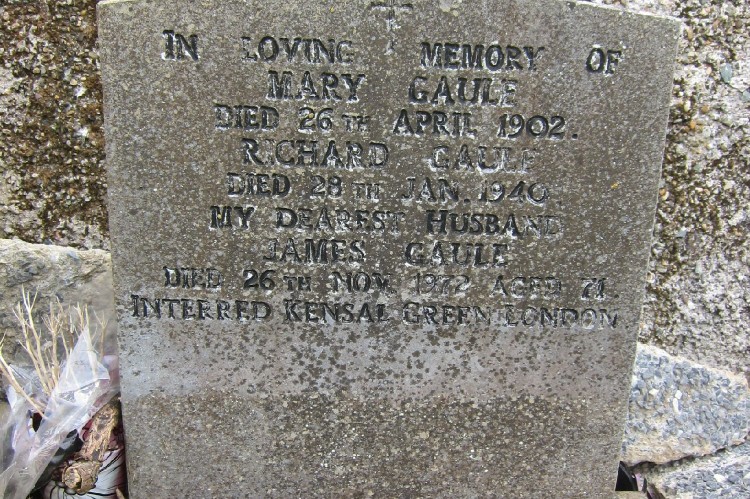 IN LOVING MEMORY OF
MARY GAULE
DIED 26TH APRIL 1902.
RICHARD GAULE
DIED 28TH JAN. 1940
MY DEAREST HUSBAND
JAMES GAULE
DIED 26TH NOV. 1972 AGED 71.
INTERRED KENSAL GREEN LONDON